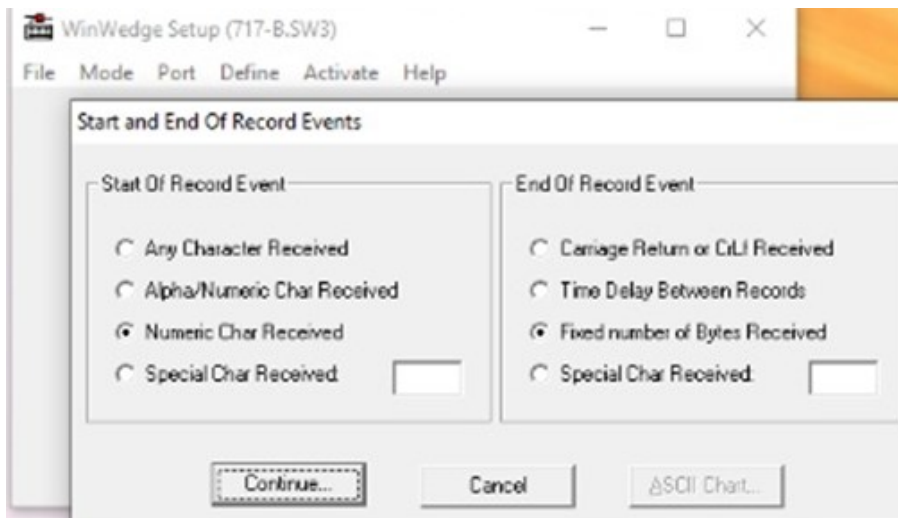 WinWedge Setup (717-B.SW3)
File Mode Port Define Activate Help
Start and End Of Record Events
Start Of Record Event
Any Character Received
Alpha/Numeric Char Received
Numeric Char Received
Special Char Received:
End Of Record Event
Carriage Return or CrLf Received
Time Delay Between Records
Fixed number of Bytes Received
Special Char Received:
Continue...
Cancel
ASCII Chart...